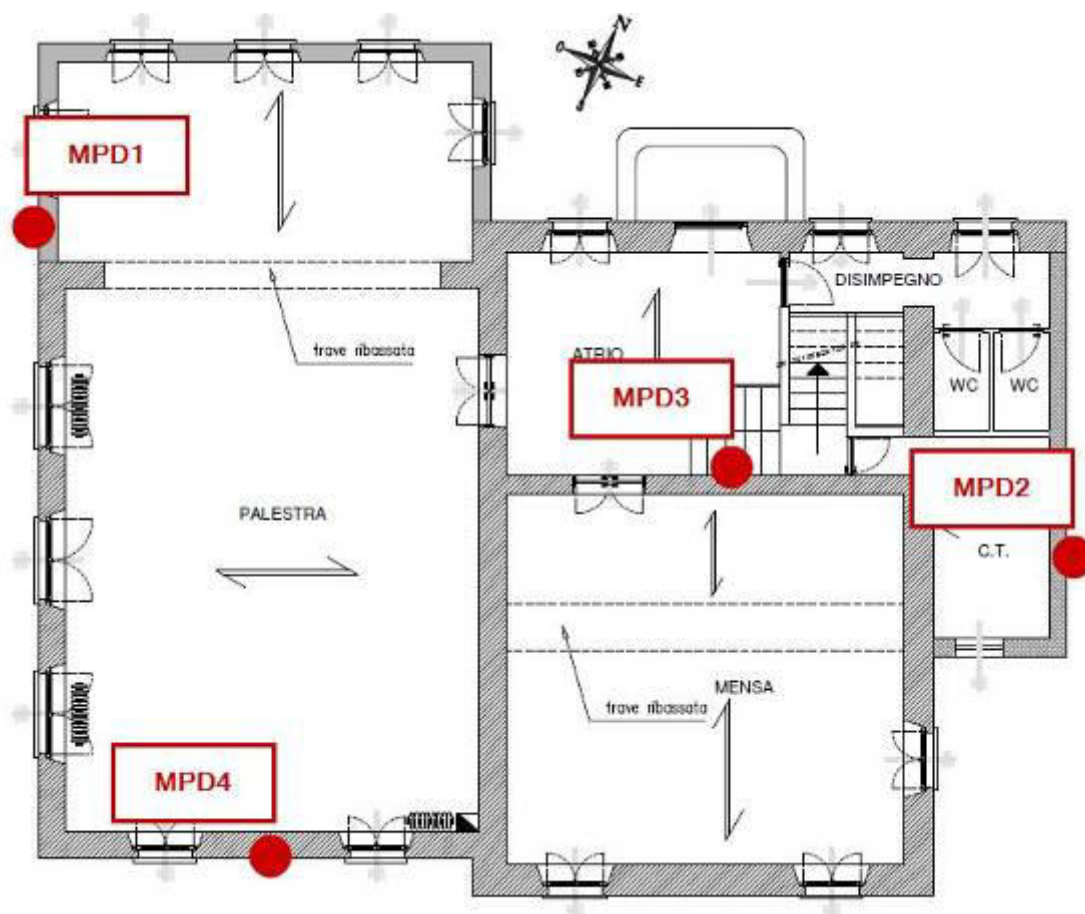 N
O
E
S
MPD1
DISIMPEGNO
trave ribassata
ATRIO
WC
WC
MPD3
MPD2
PALESTRA
C.T.
MENSA
trave ribassata
MPD4